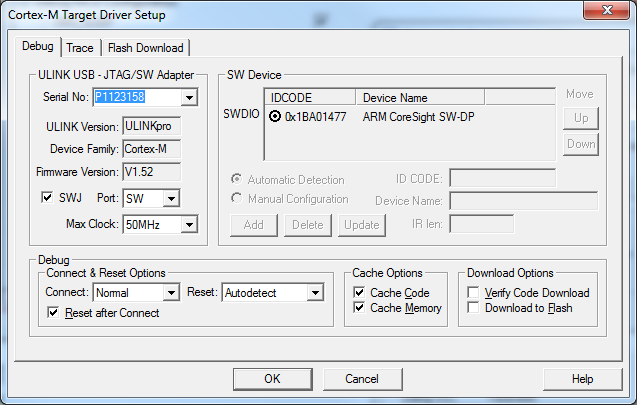 Cortex-M Target Driver Setup
Debug Trace Flash Download
ULINK USB - JTAG/SW Adapter
Serial No: P1123158
ULINK Version: ULINKpro
Device Family: Cortex-M
Firmware Version: V1.52
SWJ Port: SW
Max Clock: 50MHz
SW Device
IDCODE Device Name Move
SWDIO 0x1BA01477 ARM CoreSight SW-DP Up
Down
Automatic Detection ID CODE:
Manual Configuration Device Name:
Add Delete Update IR len:
Debug
Connect & Reset Options
Connect: Normal Reset: Autodetect
Reset after Connect
Cache Options
Cache Code
Cache Memory
Download Options
Verify Code Download
Download to Flash
OK Cancel Help